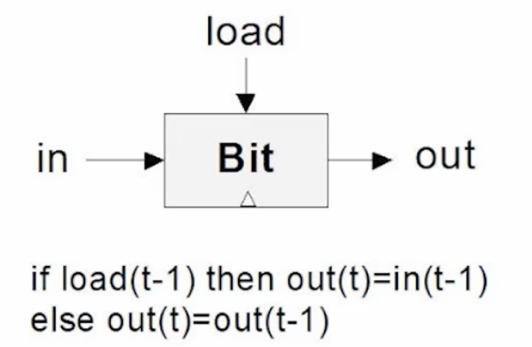 load
in
Bit
out
if load(t-1) then out(t)=in(t-1)
else out(t)=out(t-1)